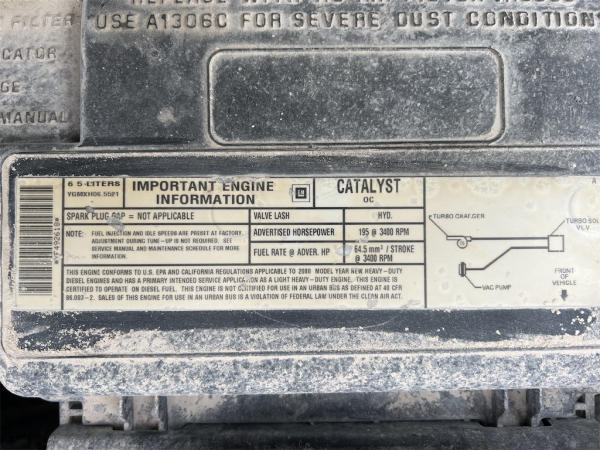 USE A1306C FOR SEVERE DUST CONDITION
FILTER
CATOR
GE
MANUAL
6.5-LITERS
YGMXH06.5521
IMPORTANT ENGINE
INFORMATION
GM
CATALYST
OC
SPARK PLUG GAP = NOT APPLICABLE
VALVE LASH
HYD.
NOTE: FUEL INJECTION AND IDLE SPEEDS ARE PRESET AT FACTORY.
ADJUSTMENT DURING TUNE-UP IS NOT REQUIRED. SEE
SERVICE MANUAL AND MAINTENANCE SCHEDULE FOR MORE
INFORMATION.
ADVERTISED HORSEPOWER
195 @ 3400 RPM
FUEL RATE @ ADVER. HP
64.5 mm³ / STROKE
@ 3400 RPM
THIS ENGINE CONFORMS TO U.S. EPA AND CALIFORNIA REGULATIONS APPLICABLE TO 2000 MODEL YEAR NEW HEAVY-DUTY
DIESEL ENGINES AND HAS A PRIMARY INTENDED SERVICE APPLICATION AS A LIGHT HEAVY-DUTY ENGINE. THIS ENGINE IS
CERTIFIED TO OPERATE ON DIESEL FUEL. THIS ENGINE IS NOT CERTIFIED FOR USE IN AN URBAN BUS AS DEFINED AT 40 CFR
86.093-2. SALES OF THIS ENGINE FOR USE IN AN URBAN BUS IS A VIOLATION OF FEDERAL LAW UNDER THE CLEAN AIR ACT.
A
TURBO CHARGER
TURBO SOL
VLV
VAC PUMP
FRONT
OF
VEHICLE